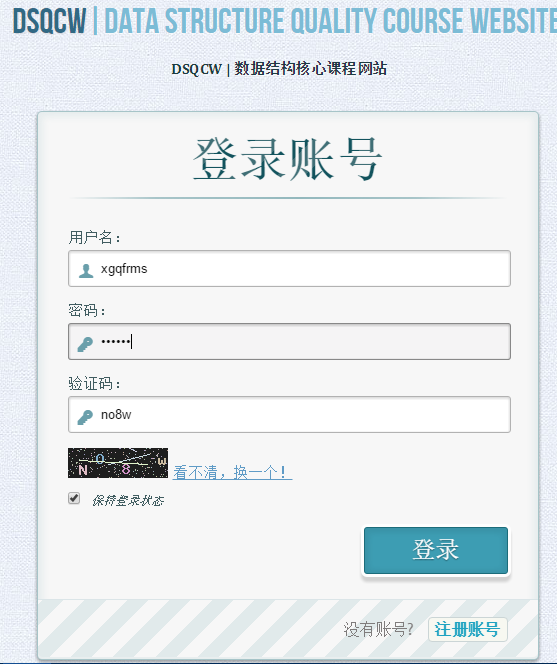 DSQCW | DATA STRUCTURE QUALITY COURSE WEBSITE
DSQCW | 数据结构核心课程网站
登录账号
用户名：
xgqfrms
密码：
••••••
验证码：
no8w
N O 8 w
看不清，换一个！
保持登录状态
登录
没有账号? 注册账号